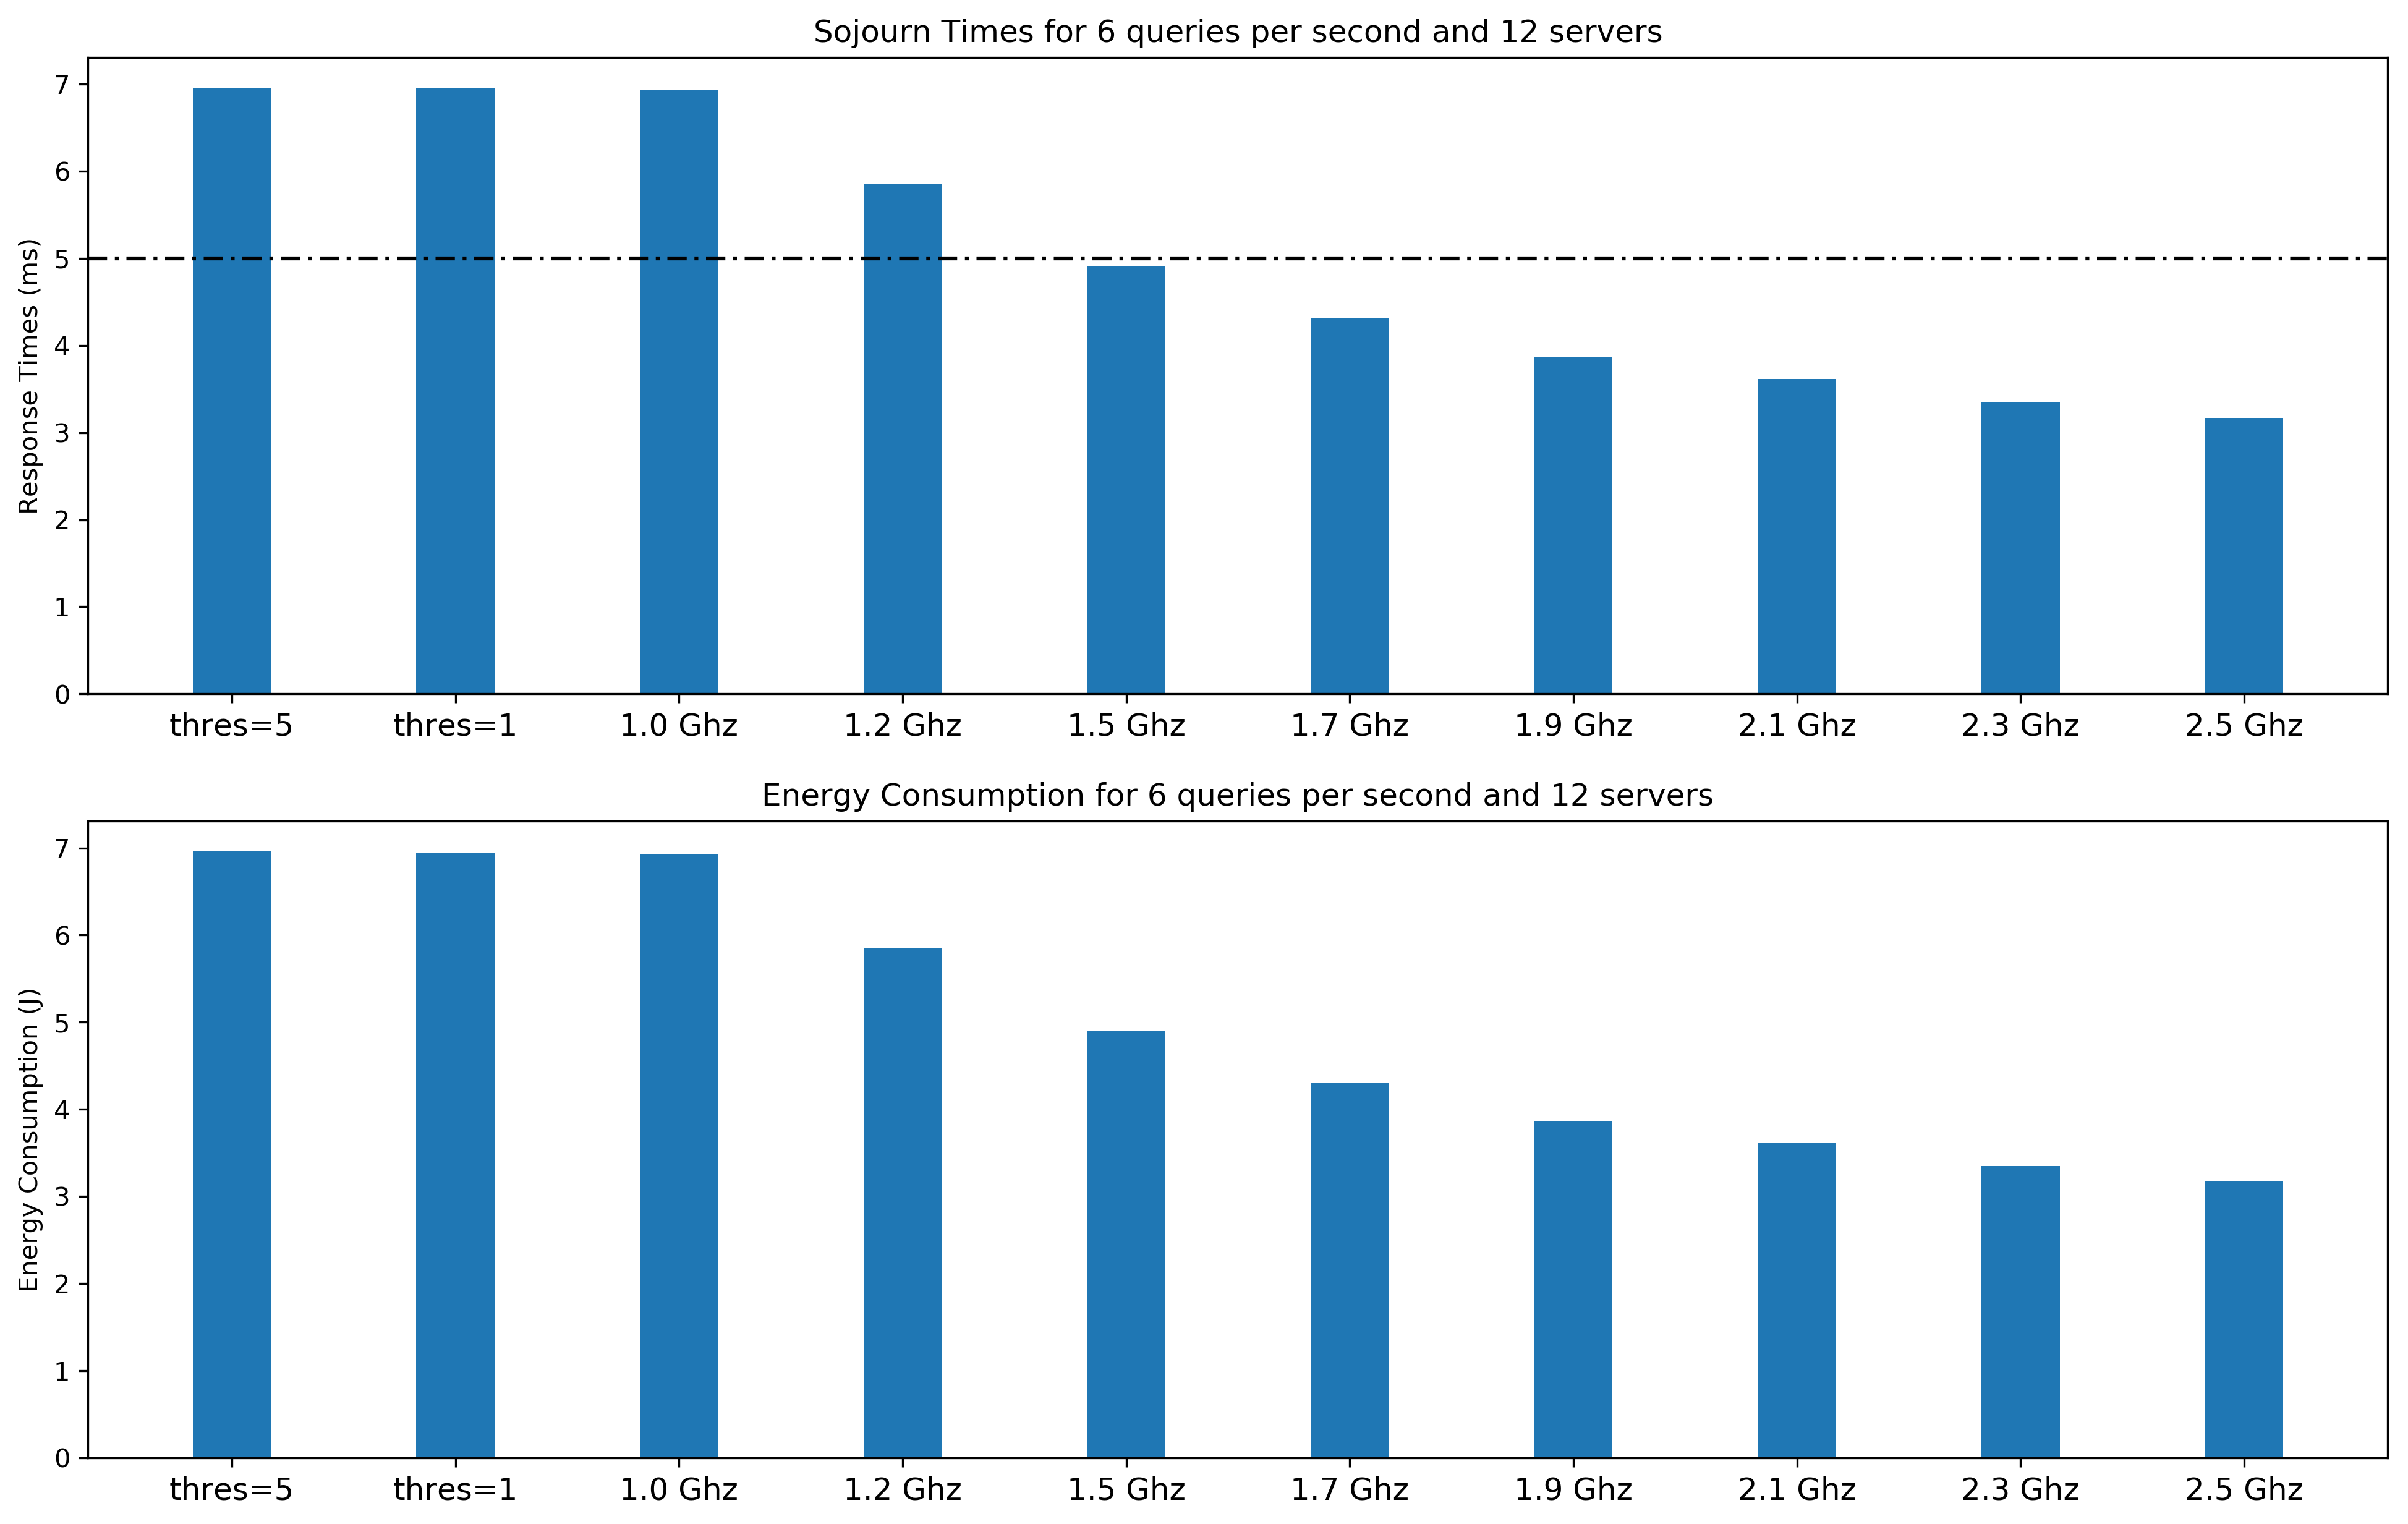 Sojourn Times for 6 queries per second and 12 servers
Response Times (ms)
7
6
5
4
3
2
1
0
thres=5 thres=1 1.0 Ghz 1.2 Ghz 1.5 Ghz 1.7 Ghz 1.9 Ghz 2.1 Ghz 2.3 Ghz 2.5 Ghz
Energy Consumption for 6 queries per second and 12 servers
Energy Consumption (J)
7
6
5
4
3
2
1
0
thres=5 thres=1 1.0 Ghz 1.2 Ghz 1.5 Ghz 1.7 Ghz 1.9 Ghz 2.1 Ghz 2.3 Ghz 2.5 Ghz